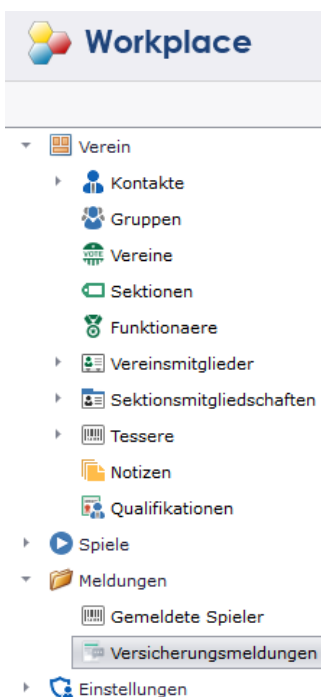 Workplace
Verein
Kontakte
Gruppen
VOTE
Vereine
Sektionen
Funktionaere
Vereinsmitglieder
Sektionsmitgliedschaften
Tessere
Notizen
Qualifikationen
Spiele
Meldungen
Gemeldete Spieler
Versicherungsmeldungen
Einstellungen